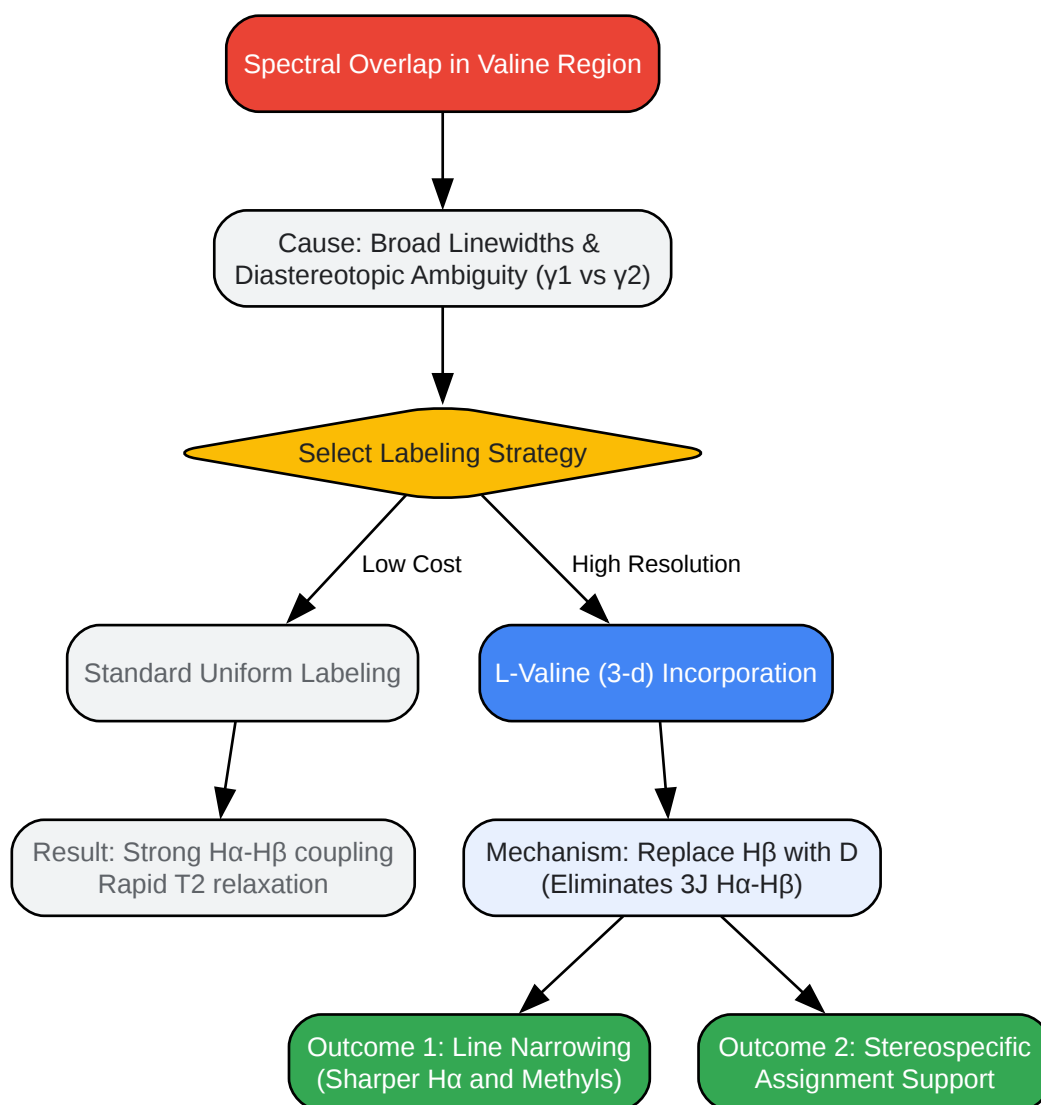 Spectral Overlap in Valine Region
Cause: Broad Linewidths &
Diastereotopic Ambiguity (γ1 vs γ2)
Select Labeling Strategy
Low Cost
High Resolution
Standard Uniform Labeling
L-Valine (3-d) Incorporation
Result: Strong Hα-Hβ coupling
Rapid T2 relaxation
Mechanism: Replace Hβ with D
(Eliminates 3J Hα-Hβ)
Outcome 1: Line Narrowing
(Sharper Hα and Methyls)
Outcome 2: Stereospecific
Assignment Support